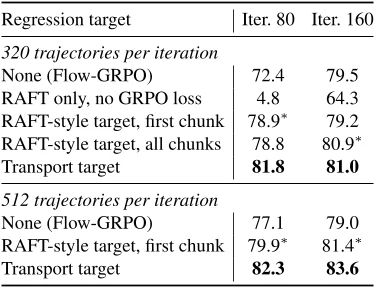 Regression target Iter. 80 Iter. 160
320 trajectories per iteration
None (Flow-GRPO) 72.4 79.5
RAFT only, no GRPO loss 4.8 64.3
RAFT-style target, first chunk 78.9* 79.2
RAFT-style target, all chunks 78.8 80.9*
Transport target 81.8 81.0
512 trajectories per iteration
None (Flow-GRPO) 77.1 79.0
RAFT-style target, first chunk 79.9* 81.4*
Transport target 82.3 83.6